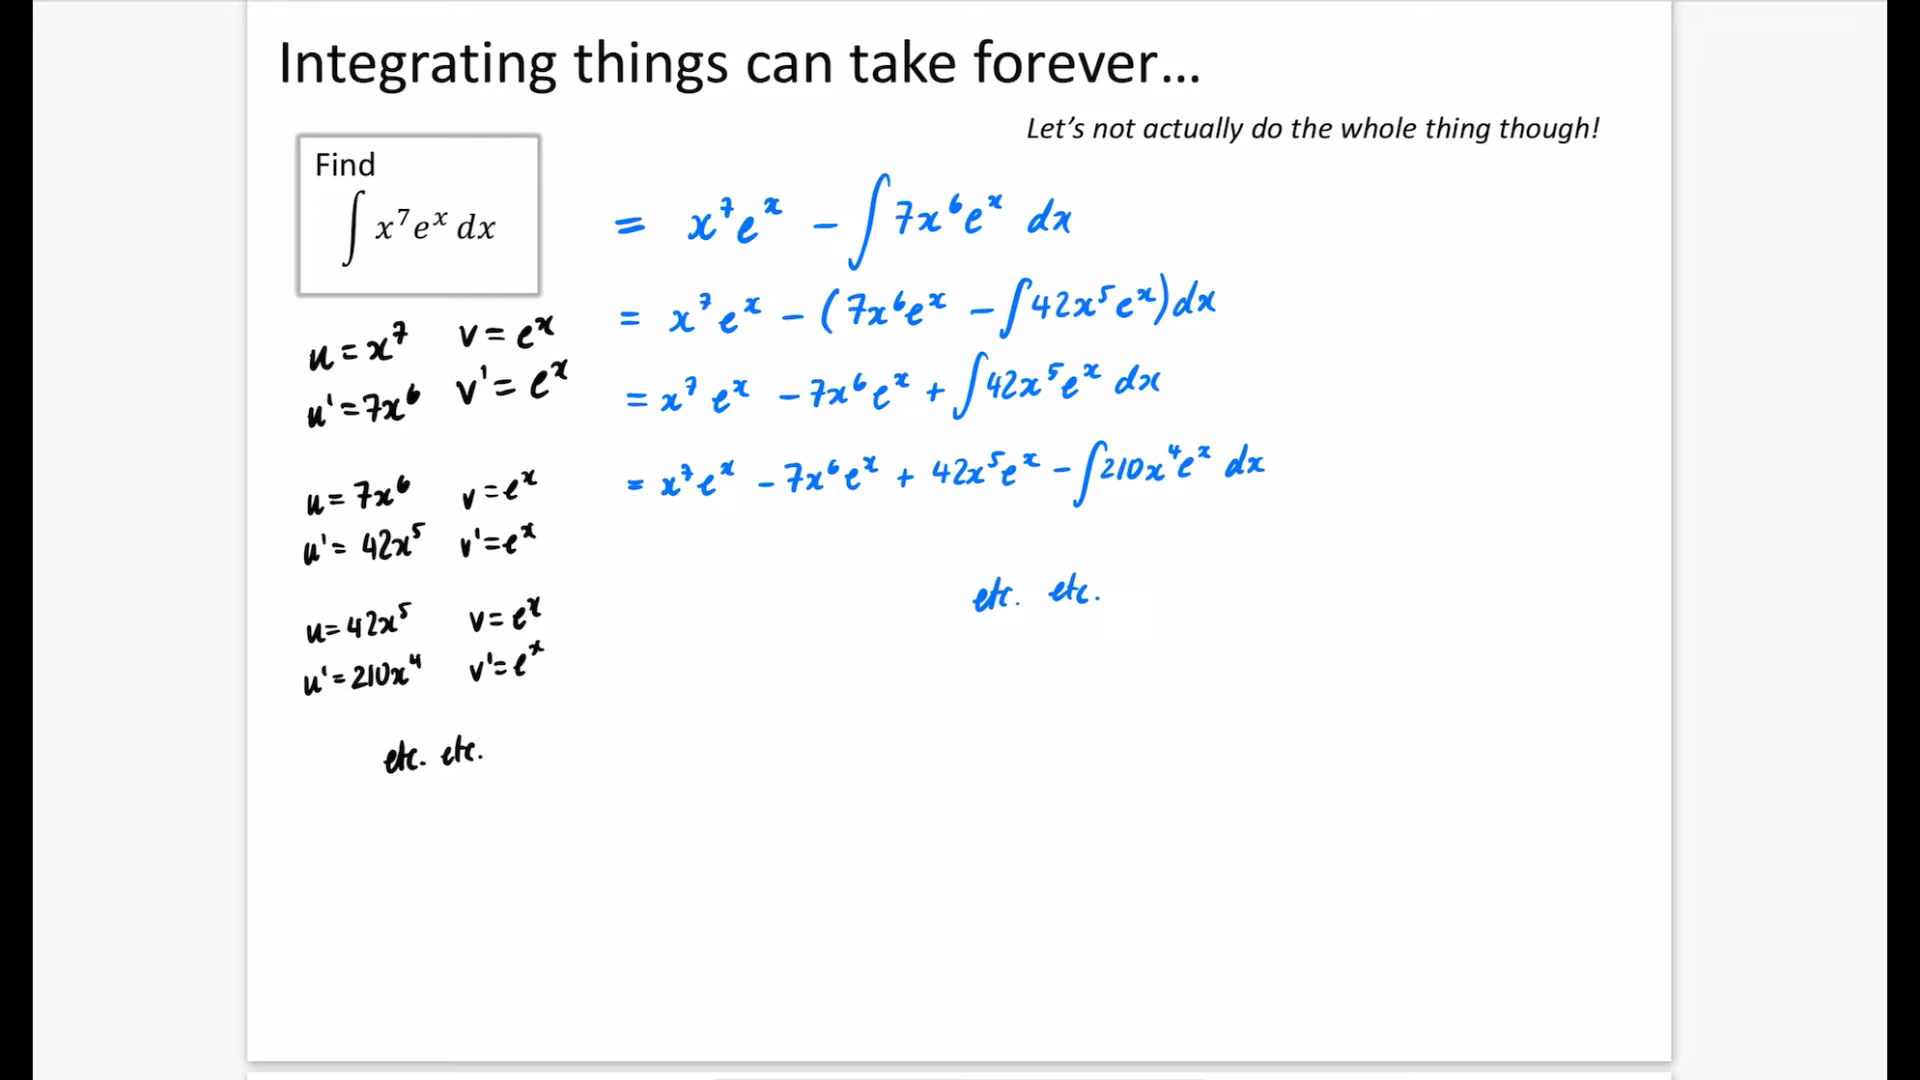 Integrating things can take forever...
Let's not actually do the whole thing though!
Find
∫ x⁷eˣ dx
= x⁷eˣ − ∫7x⁶eˣ dx
= x⁷eˣ − (7x⁶eˣ − ∫42x⁵eˣ)dx
= x⁷eˣ − 7x⁶eˣ + ∫42x⁵eˣ dx
= x⁷eˣ − 7x⁶eˣ + 42x⁵eˣ − ∫210x⁴eˣ dx
etc. etc.
u = x⁷ v = eˣ
u' = 7x⁶ v' = eˣ
u = 7x⁶ v = eˣ
u' = 42x⁵ v' = eˣ
u = 42x⁵ v = eˣ
u' = 210x⁴ v' = eˣ
etc. etc.